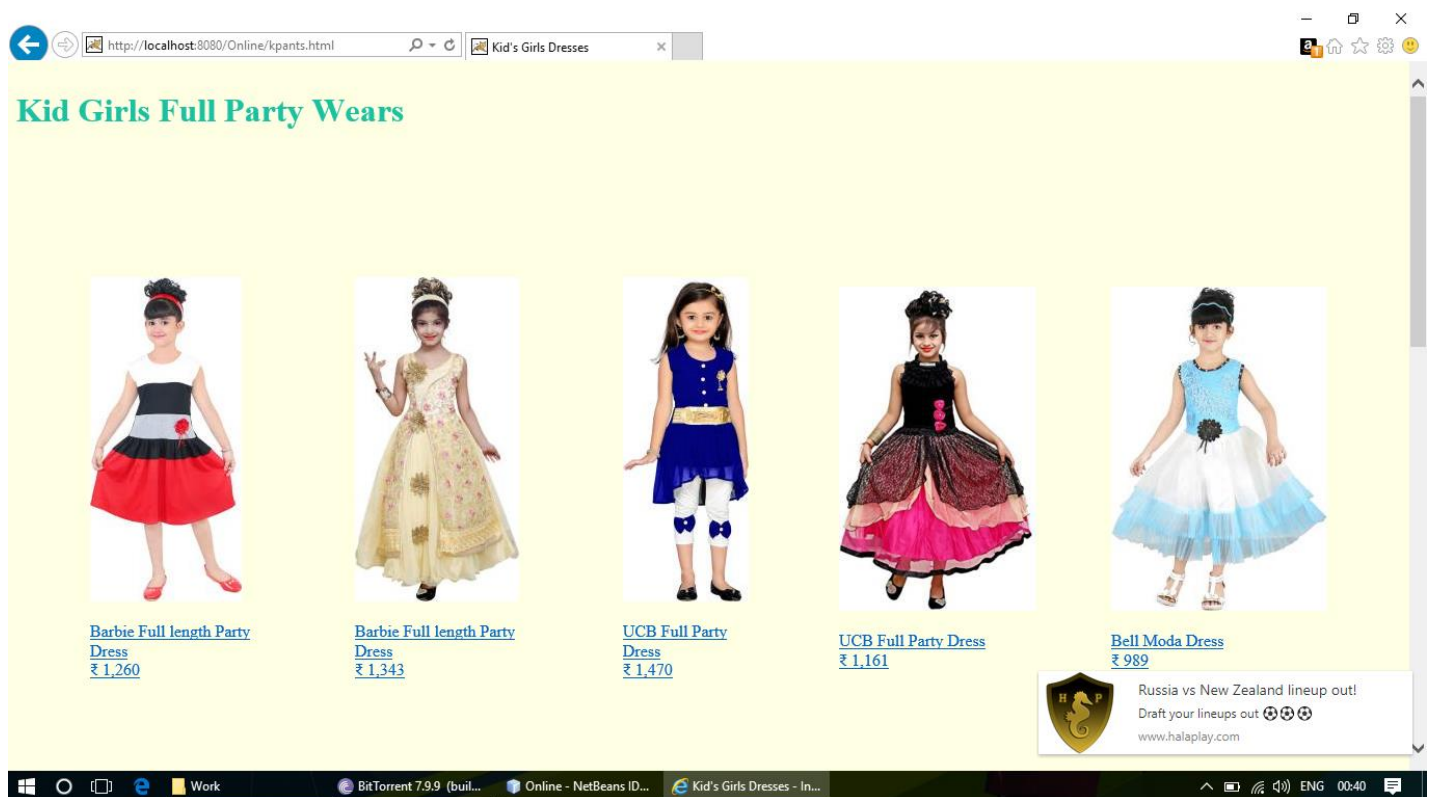 http://localhost:8080/Online/kpants.html
Kid's Girls Dresses
Kid Girls Full Party Wears
Barbie Full length Party
Dress
₹ 1,260
Barbie Full length Party
Dress
₹ 1,343
UCB Full Party
Dress
₹ 1,470
UCB Full Party Dress
₹ 1,161
Bell Moda Dress
₹ 989
H P
Russia vs New Zealand lineup out!
Draft your lineups out ⚽⚽⚽
www.halaplay.com
Work
BitTorrent 7.9.9 (buil...
Online - NetBeans ID...
Kid's Girls Dresses - In...
ENG
00:40